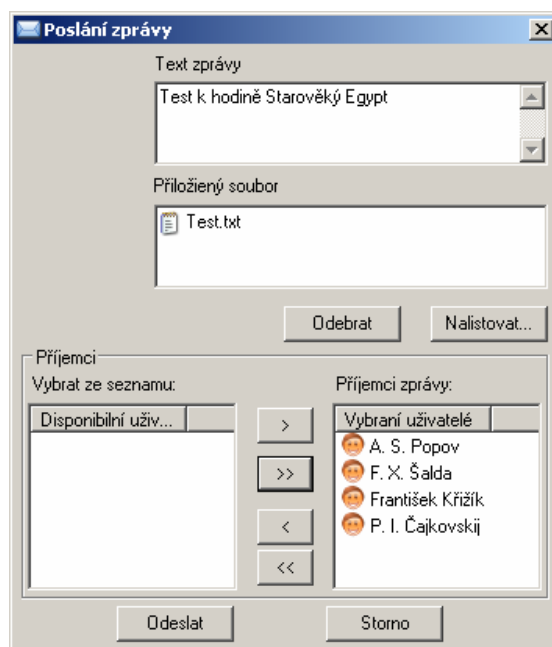 Poslání zprávy
Text zprávy
Test k hodině Starověký Egypt
Přiložiený soubor
Test.txt
Odebrat
Nalistovat...
Příjemci
Vybrat ze seznamu:
Příjemci zprávy:
Disponibilní uživ...
Vybraní uživatelé
>
>>
<
<<
A. S. Popov
F. X. Šalda
František Křižík
P. I. Čajkovskij
Odeslat
Storno